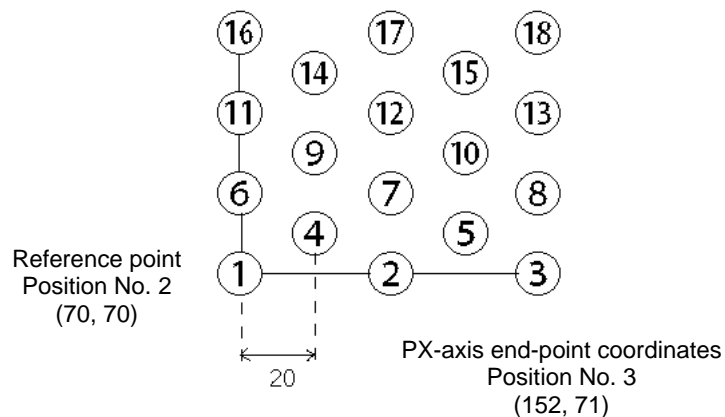 16 17 18
14 15
11 12 13
9 10
6 7 8
4 5
Reference point
Position No. 2
(70, 70)
1 2 3
20
PX-axis end-point coordinates
Position No. 3
(152, 71)